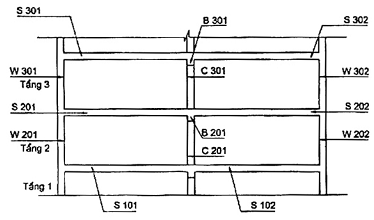 S 301 B 301 S 302
W 301 C 301 W 302
Tầng 3
S 201 S 202
W 201 B 201 W 202
Tầng 2 C 201
Tầng 1
S 101 S 102